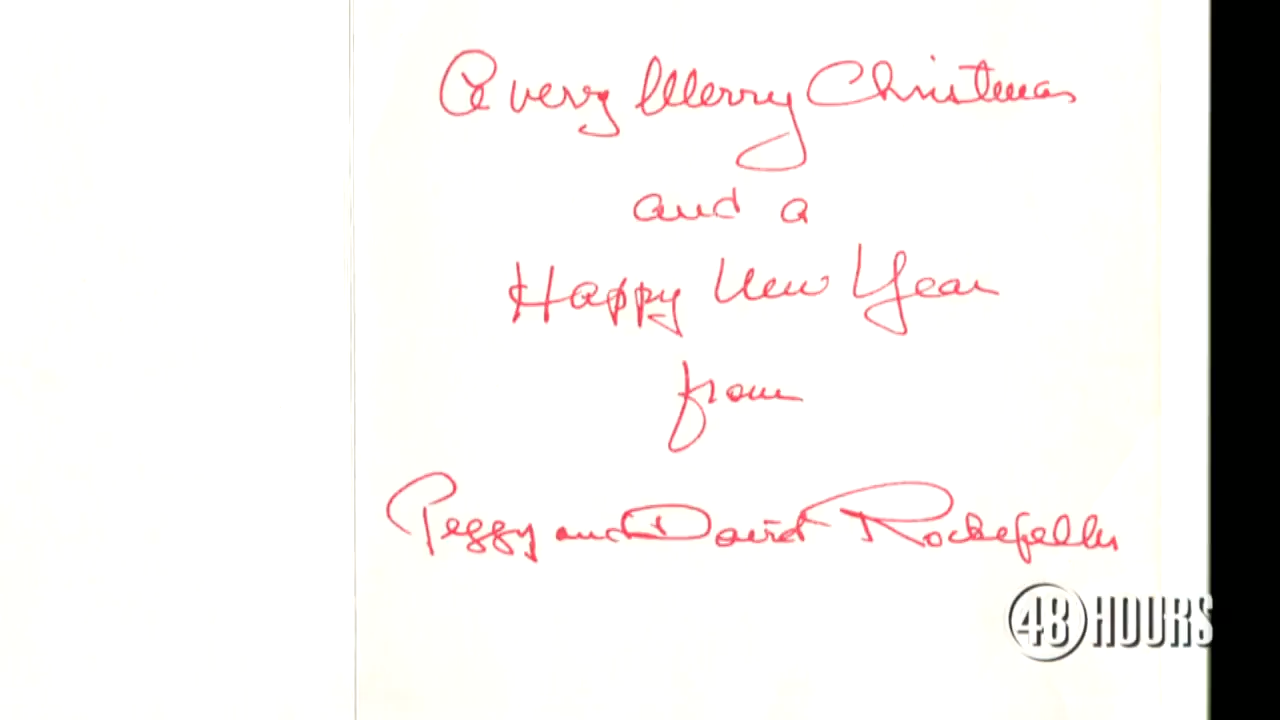 A very Merry Christmas
and a
Happy New Year
from
Peggy and David Rockefeller
48 HOURS